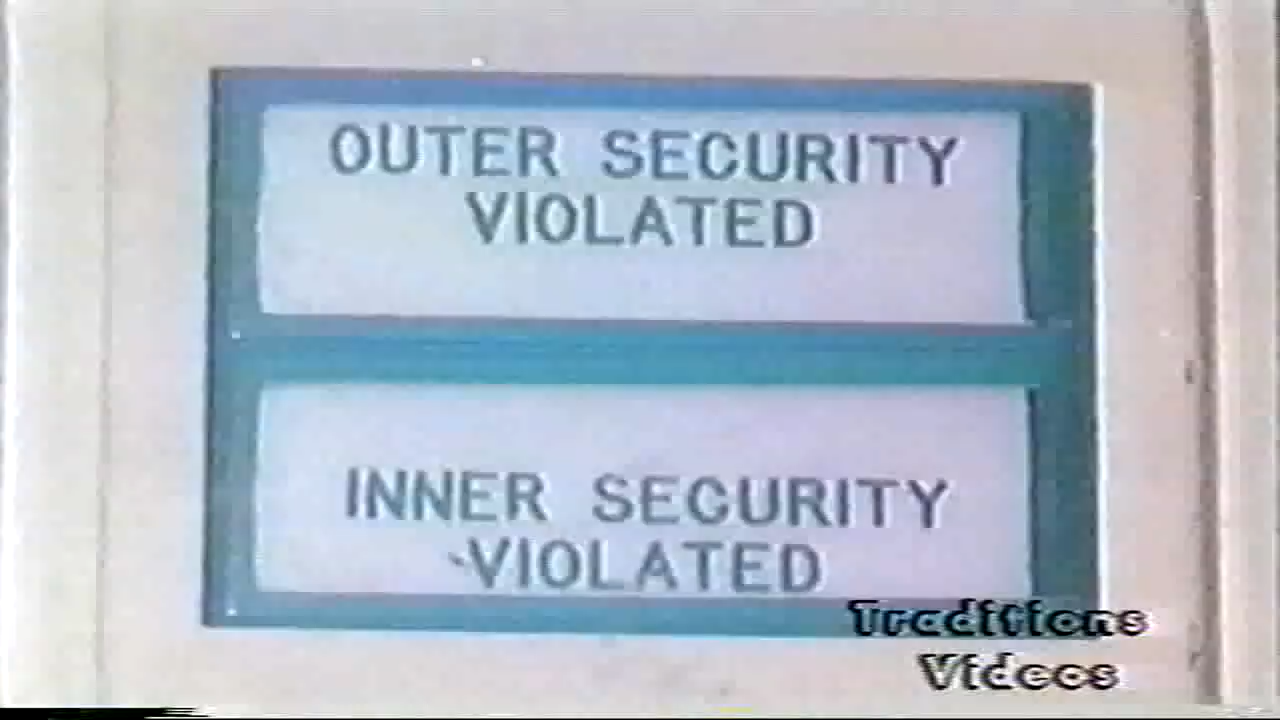 OUTER SECURITY
VIOLATED
INNER SECURITY
VIOLATED
Traditions
Videos